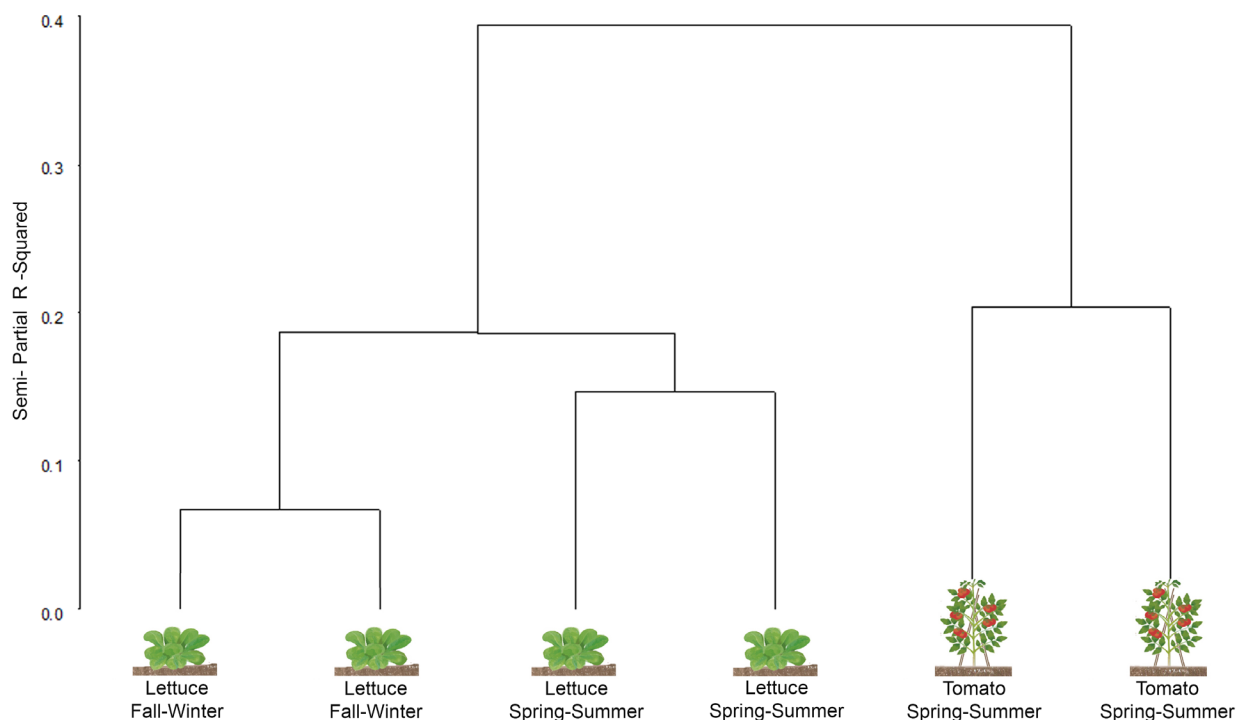 0.4
0.3
0.2
0.1
0.0
Semi- Partial R -Squared
Lettuce
Fall-Winter
Lettuce
Fall-Winter
Lettuce
Spring-Summer
Lettuce
Spring-Summer
Tomato
Spring-Summer
Tomato
Spring-Summer